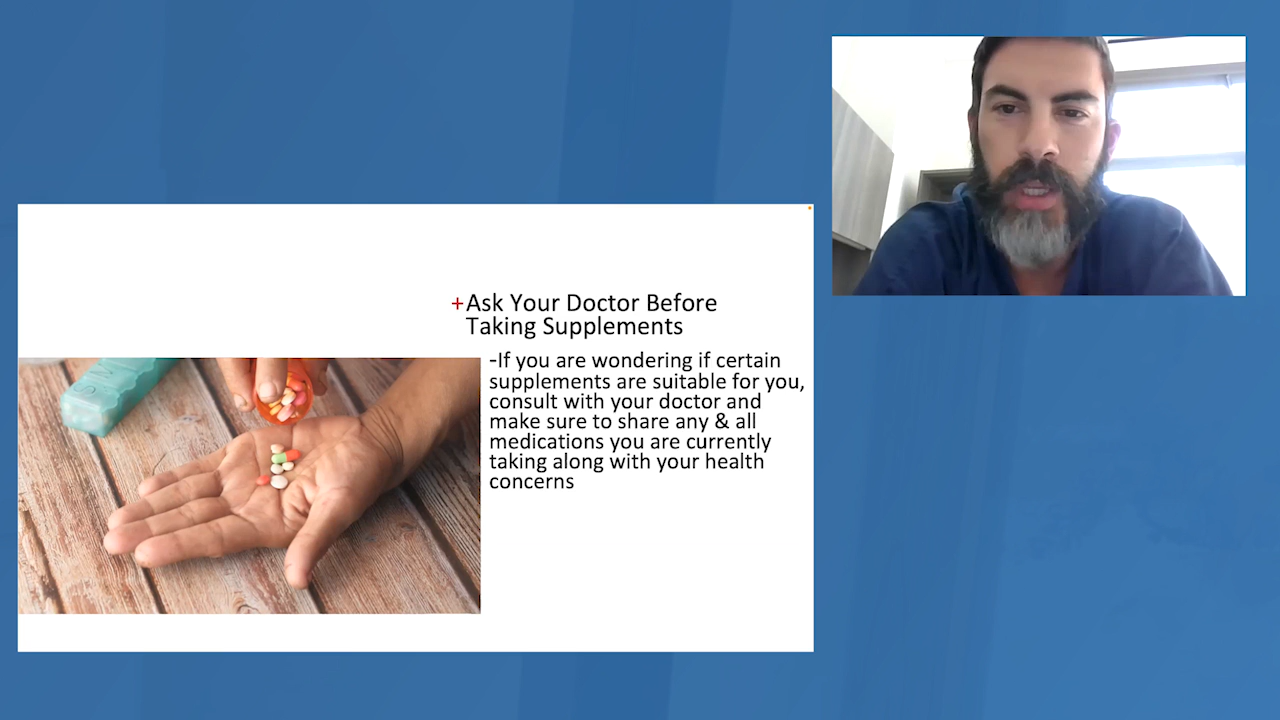 +Ask Your Doctor Before
Taking Supplements
-If you are wondering if certain
supplements are suitable for you,
consult with your doctor and
make sure to share any & all
medications you are currently
taking along with your health
concerns